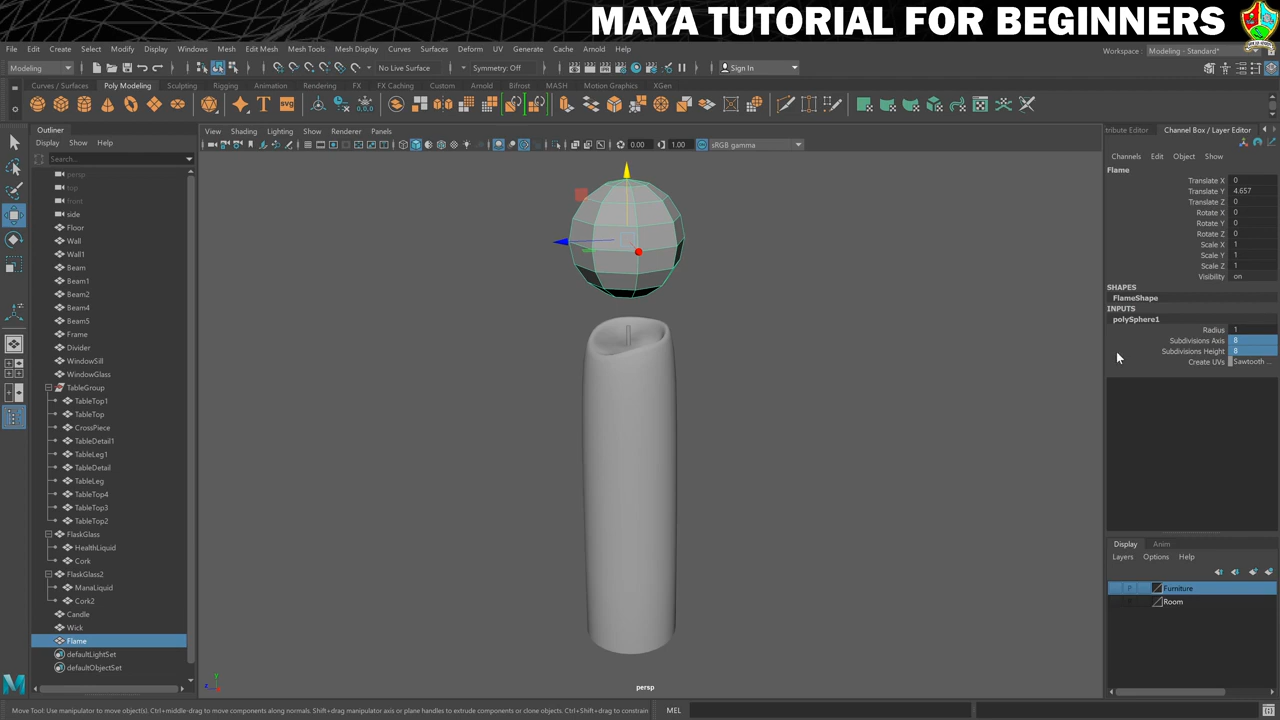 MAYA TUTORIAL FOR BEGINNERS
File Edit Create Select Modify Display Windows Mesh Edit Mesh Mesh Tools Mesh Display Curves Surfaces Deform UV Generate Cache Arnold Help
Workspace : Modeling - Standard*
Modeling
No Live Surface
Symmetry: Off
Sign In
Curves / Surfaces Poly Modeling Sculpting Rigging Animation Rendering FX FX Caching Custom Arnold Bifrost MASH Motion Graphics XGen
T
svg
Outliner
Display Show Help
Search...
persp
top
front
side
Floor
Wall
Wall1
Beam
Beam1
Beam2
Beam4
Beam5
Frame
Divider
WindowSill
WindowGlass
TableGroup
TableTop1
TableTop
CrossPiece
TableDetail1
TableLeg1
TableDetail
TableLeg
TableTop4
TableTop3
TableTop2
FlaskGlass
HealthLiquid
Cork
FlaskGlass2
ManaLiquid
Cork2
Candle
Wick
Flame
defaultLightSet
defaultObjectSet
View Shading Lighting Show Renderer Panels
0.00 1.00 sRGB gamma
persp
tribute Editor Channel Box / Layer Editor
Channels Edit Object Show
Flame
Translate X 0
Translate Y 4.657
Translate Z 0
Rotate X 0
Rotate Y 0
Rotate Z 0
Scale X 1
Scale Y 1
Scale Z 1
Visibility on
SHAPES
FlameShape
INPUTS
polySphere1
Radius 1
Subdivisions Axis 8
Subdivisions Height 8
Create UVs Sawtooth ...
Display Anim
Layers Options Help
P Furniture
P Room
Move Tool: Use manipulator to move object(s). Ctrl+middle-drag to move components along normals. Shift+drag manipulator axis or plane handles to extrude components or clone objects. Ctrl+Shift+drag to constrain
MEL